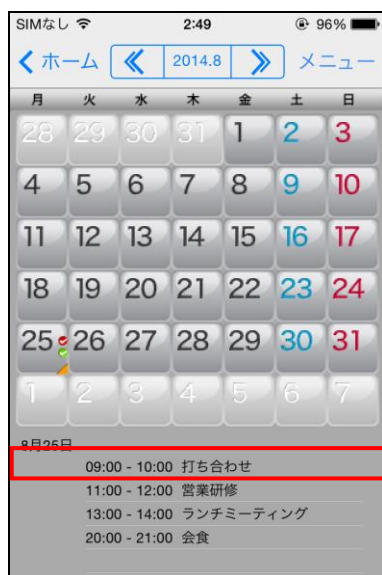 SIMなし 2:49 96%
ホーム 2014.8 メニュー
月 火 水 木 金 土 日
28 29 30 31 1 2 3
4 5 6 7 8 9 10
11 12 13 14 15 16 17
18 19 20 21 22 23 24
25 26 27 28 29 30 31
1 2 3 4 5 6 7
8月25日
09:00 - 10:00 打ち合わせ
11:00 - 12:00 営業研修
13:00 - 14:00 ランチミーティング
20:00 - 21:00 会食